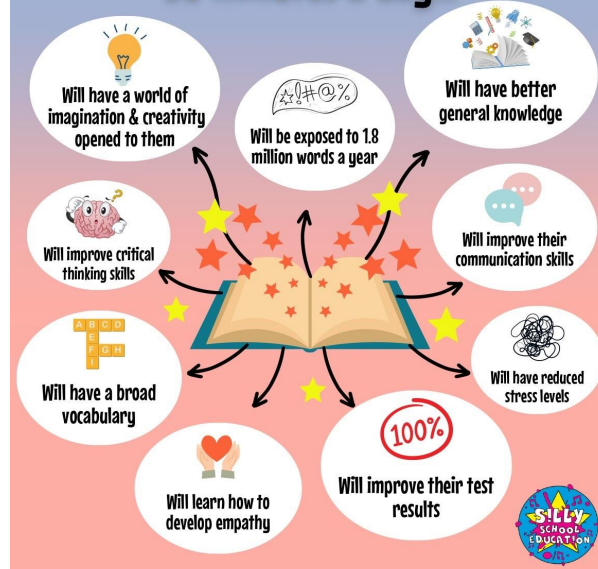 Will have a world of
imagination & creativity
opened to them
☆!#@%
Will be exposed to 1.8
million words a year
Will have better
general knowledge
Will improve critical
thinking skills
Will improve their
communication skills
A B C D
E
F G H
I
Will have a broad
vocabulary
Will have reduced
stress levels
100%
Will improve their test
results
Will learn how to
develop empathy
S!LLY
SCHOOL
EDUCATION